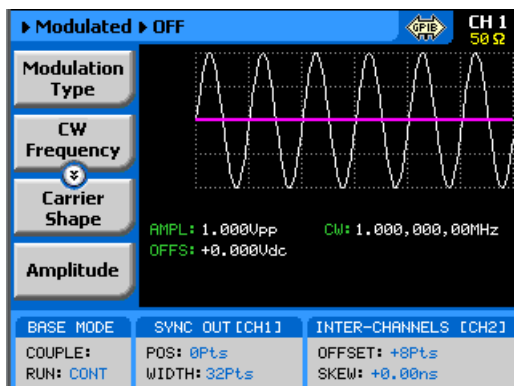 ▶ Modulated ▶ OFF
GPIB
CH 1
50 Ω
Modulation
Type
CW
Frequency
Carrier
Shape
Amplitude
AMPL: 1.000Vpp
CW: 1.000,000,00MHz
OFFS: +0.000Vdc
BASE MODE
COUPLE:
RUN: CONT
SYNC OUT [CH1]
POS: 0Pts
WIDTH: 32Pts
INTER-CHANNELS [CH2]
OFFSET: +8Pts
SKEW: +0.00ns